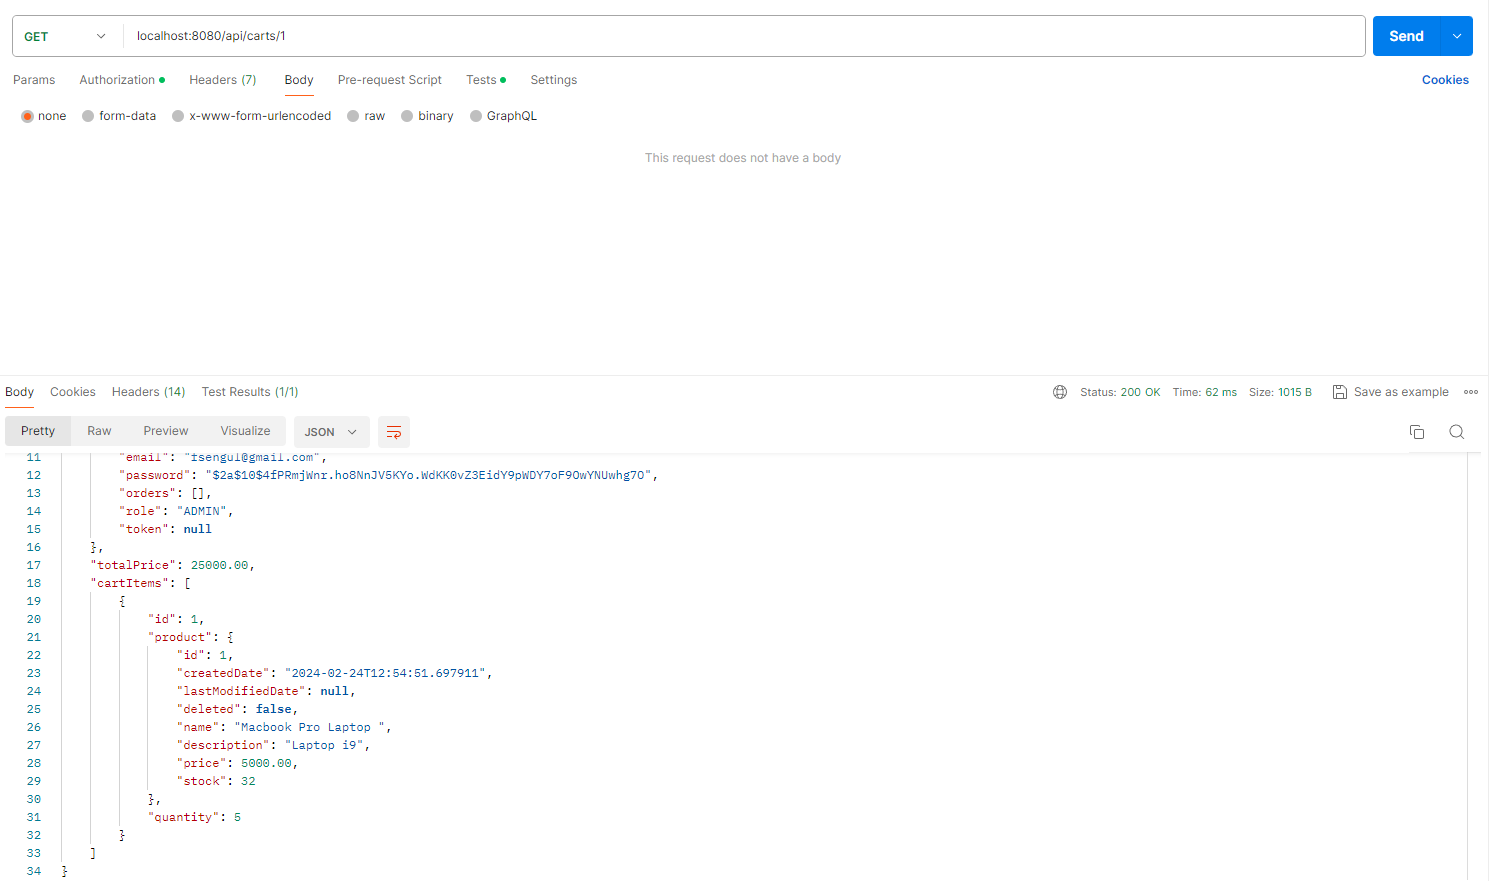 GET localhost:8080/api/carts/1 Send
Params Authorization Headers (7) Body Pre-request Script Tests Settings Cookies
none form-data x-www-form-urlencoded raw binary GraphQL
This request does not have a body
Body Cookies Headers (14) Test Results (1/1) Status: 200 OK Time: 62 ms Size: 1015 B Save as example
Pretty Raw Preview Visualize JSON
11 "email": "fsengul@gmail.com",
12 "password": "$2a$10$4fPRmjWnr.ho8NnJV5KYo.WdKK0vZ3EidY9pWDY7oF9OwYNUwhg7O",
13 "orders": [],
14 "role": "ADMIN",
15 "token": null
16 },
17 "totalPrice": 25000.00,
18 "cartItems": [
19 {
20 "id": 1,
21 "product": {
22 "id": 1,
23 "createdDate": "2024-02-24T12:54:51.697911",
24 "lastModifiedDate": null,
25 "deleted": false,
26 "name": "Macbook Pro Laptop ",
27 "description": "Laptop i9",
28 "price": 5000.00,
29 "stock": 32
30 },
31 "quantity": 5
32 }
33 ]
34 }